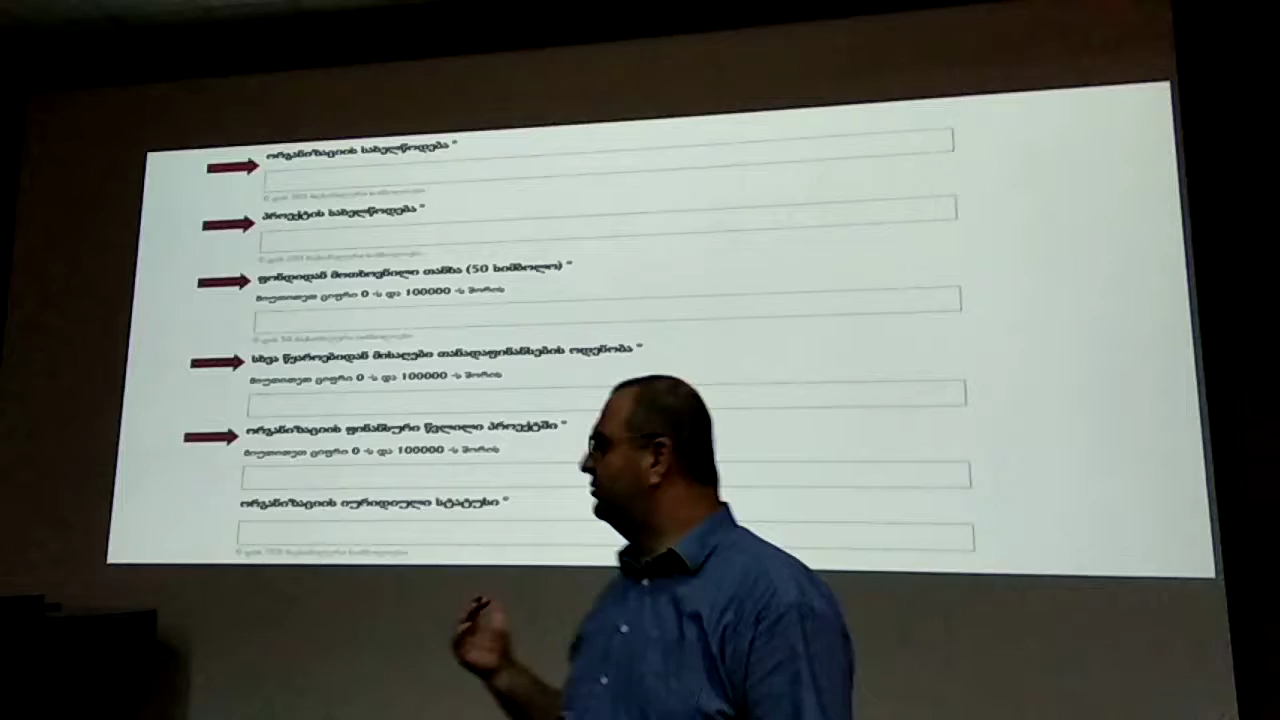 ორგანიზაციის სახელწოდება *
პროექტის სახელწოდება *
ფონდიდან მოთხოვნილი თანხა (50 სიმბოლო) *
მიუთითეთ ციფრი 0 -ს და 100000 -ს შორის
სხვა წყაროებიდან მისაღები თანადაფინანსების ოდენობა *
მიუთითეთ ციფრი 0 -ს და 100000 -ს შორის
ორგანიზაციის ფინანსური წვლილი პროექტში *
მიუთითეთ ციფრი 0 -ს და 100000 -ს შორის
ორგანიზაციის იურიდიული სტატუსი *